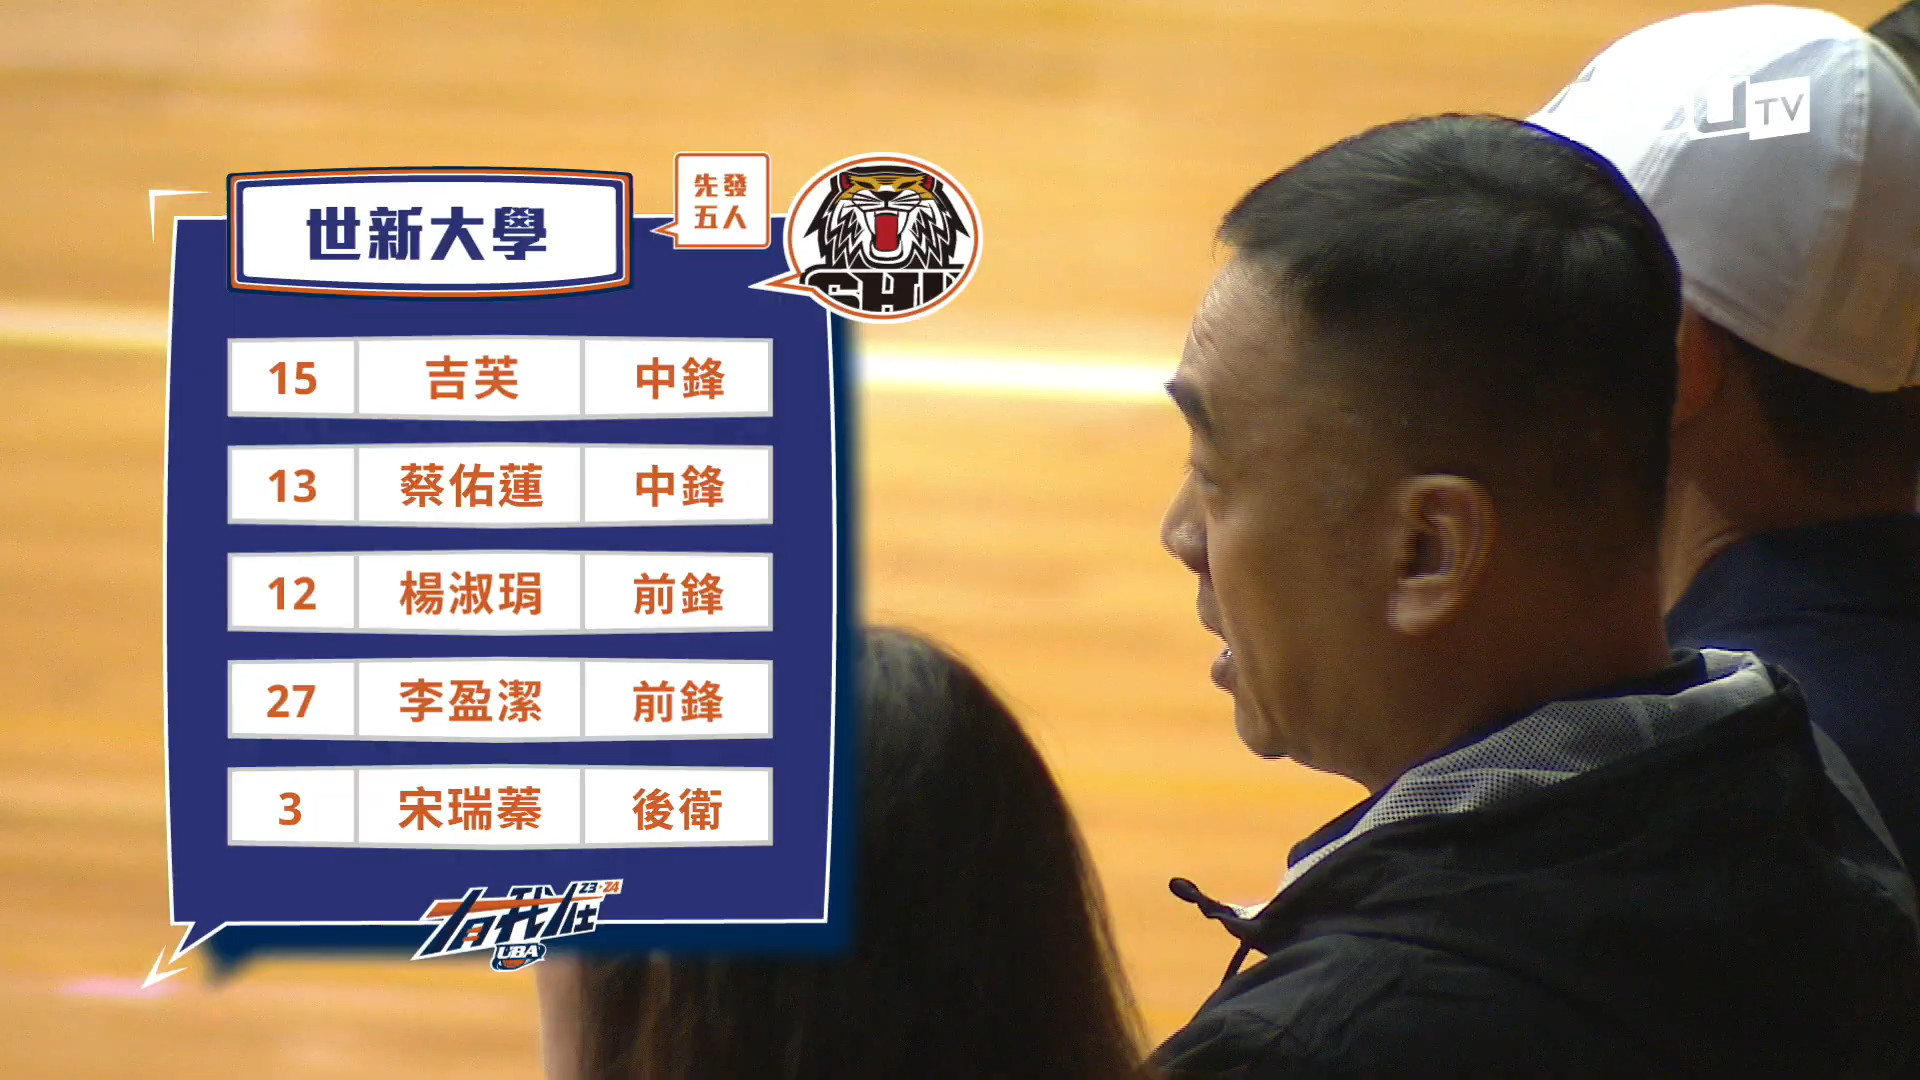 世新大學
先發
五人
SHU
15 吉芙 中鋒
13 蔡佑蓮 中鋒
12 楊淑琄 前鋒
27 李盈潔 前鋒
3 宋瑞蓁 後衛
有我在 23-24
UBA
UTV